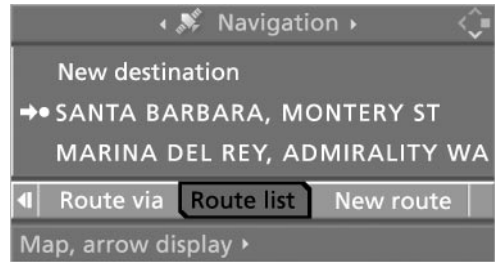 Navigation
New destination
SANTA BARBARA, MONTERY ST
MARINA DEL REY, ADMIRALITY WA
Route via Route list New route
Map, arrow display